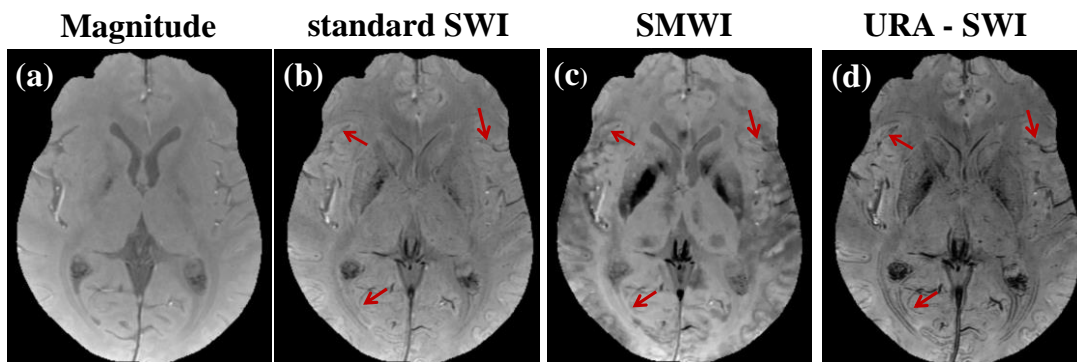 Magnitude
standard SWI
SMWI
URA - SWI
(a)
(b)
(c)
(d)